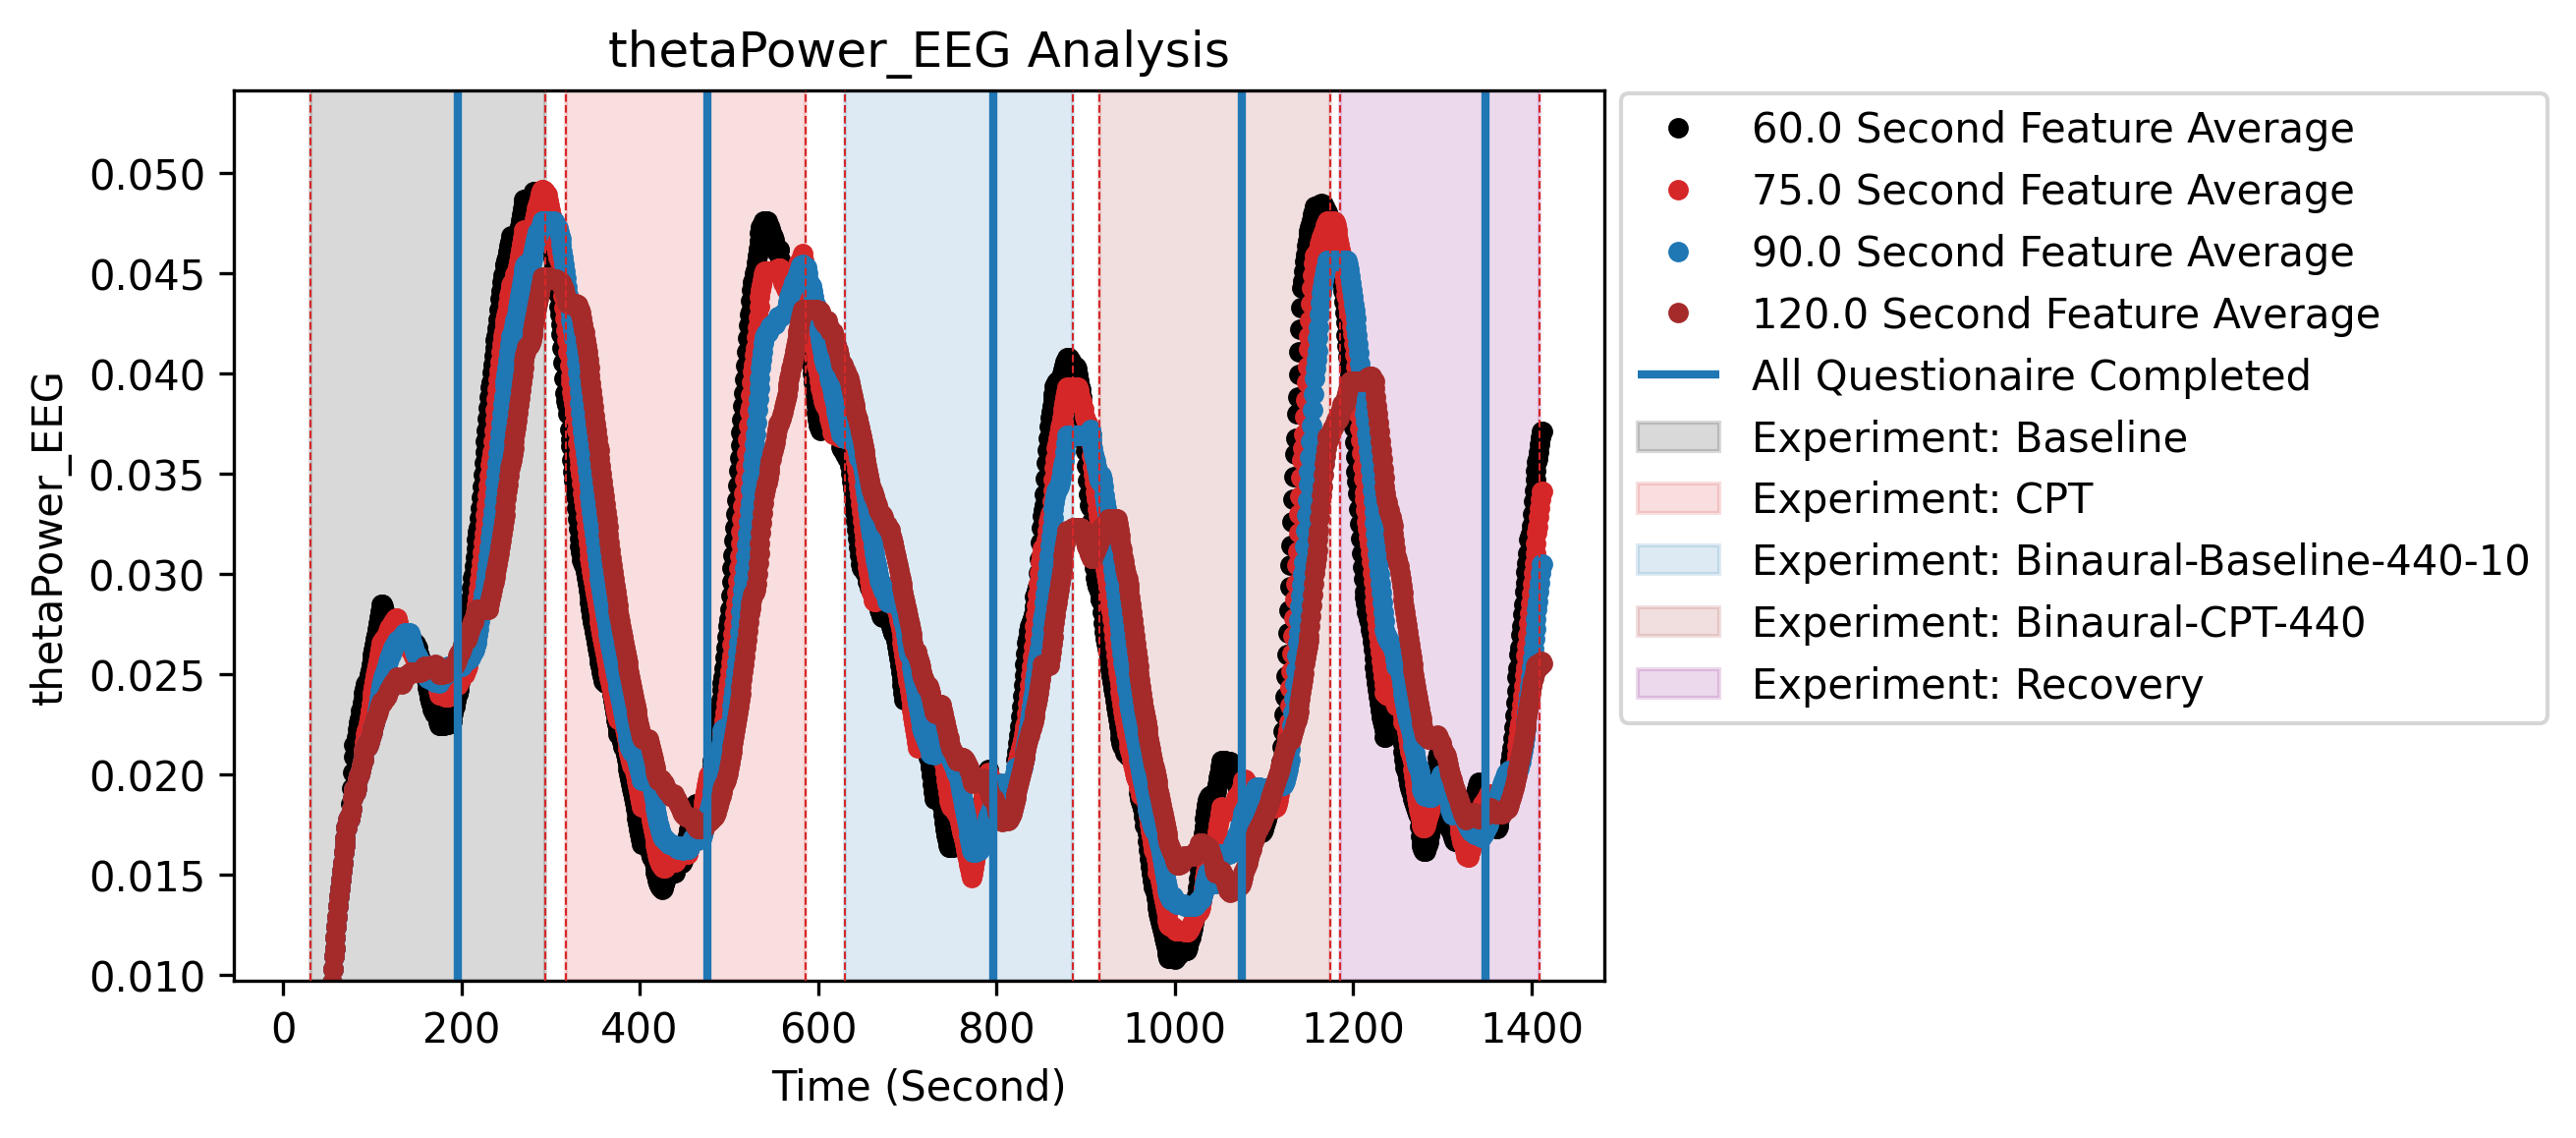 thetaPower_EEG Analysis
thetaPower_EEG
0.050
0.045
0.040
0.035
0.030
0.025
0.020
0.015
0.010
0 200 400 600 800 1000 1200 1400
Time (Second)
60.0 Second Feature Average
75.0 Second Feature Average
90.0 Second Feature Average
120.0 Second Feature Average
All Questionaire Completed
Experiment: Baseline
Experiment: CPT
Experiment: Binaural-Baseline-440-10
Experiment: Binaural-CPT-440
Experiment: Recovery